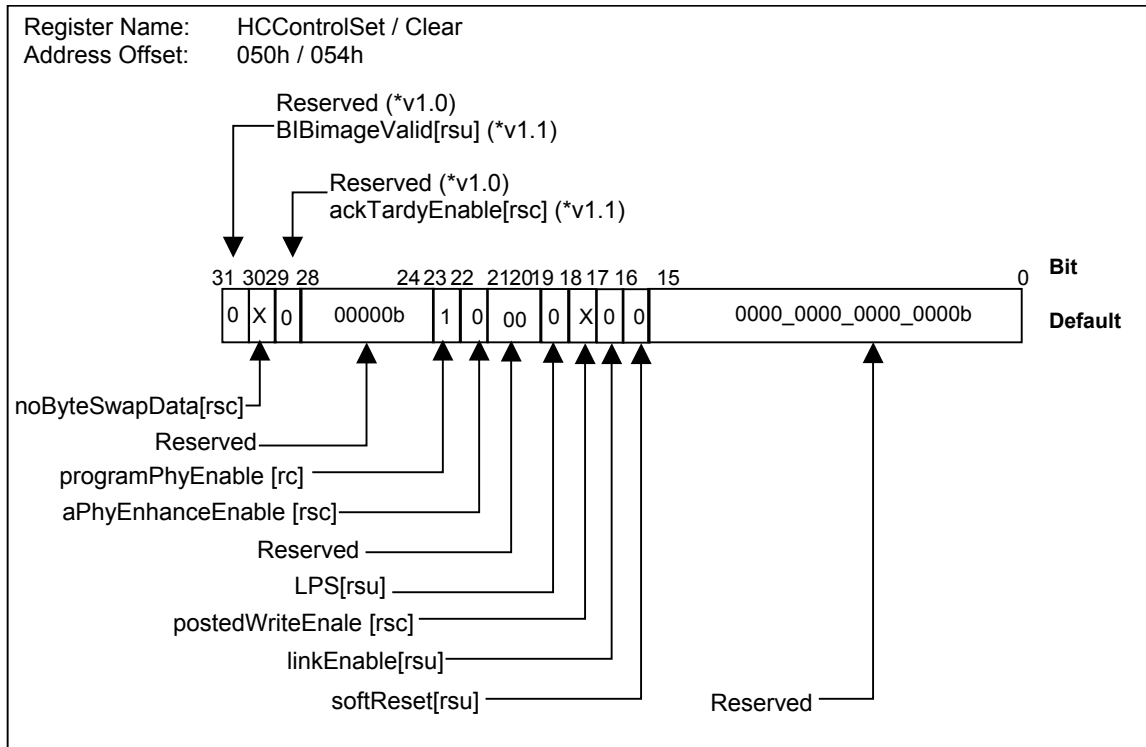 Register Name: HCControlSet / Clear
Address Offset: 050h / 054h
Reserved (*v1.0)
BIBimageValid[rsu] (*v1.1)
Reserved (*v1.0)
ackTardyEnable[rsc] (*v1.1)
31 30 29 28 24 23 22 21 20 19 18 17 16 15 0 Bit
0 X 0 00000b 1 0 00 0 X 0 0 0000_0000_0000_0000b Default
noByteSwapData[rsc]
Reserved
programPhyEnable [rc]
aPhyEnhanceEnable [rsc]
Reserved
LPS[rsu]
postedWriteEnale [rsc]
linkEnable[rsu]
softReset[rsu] Reserved